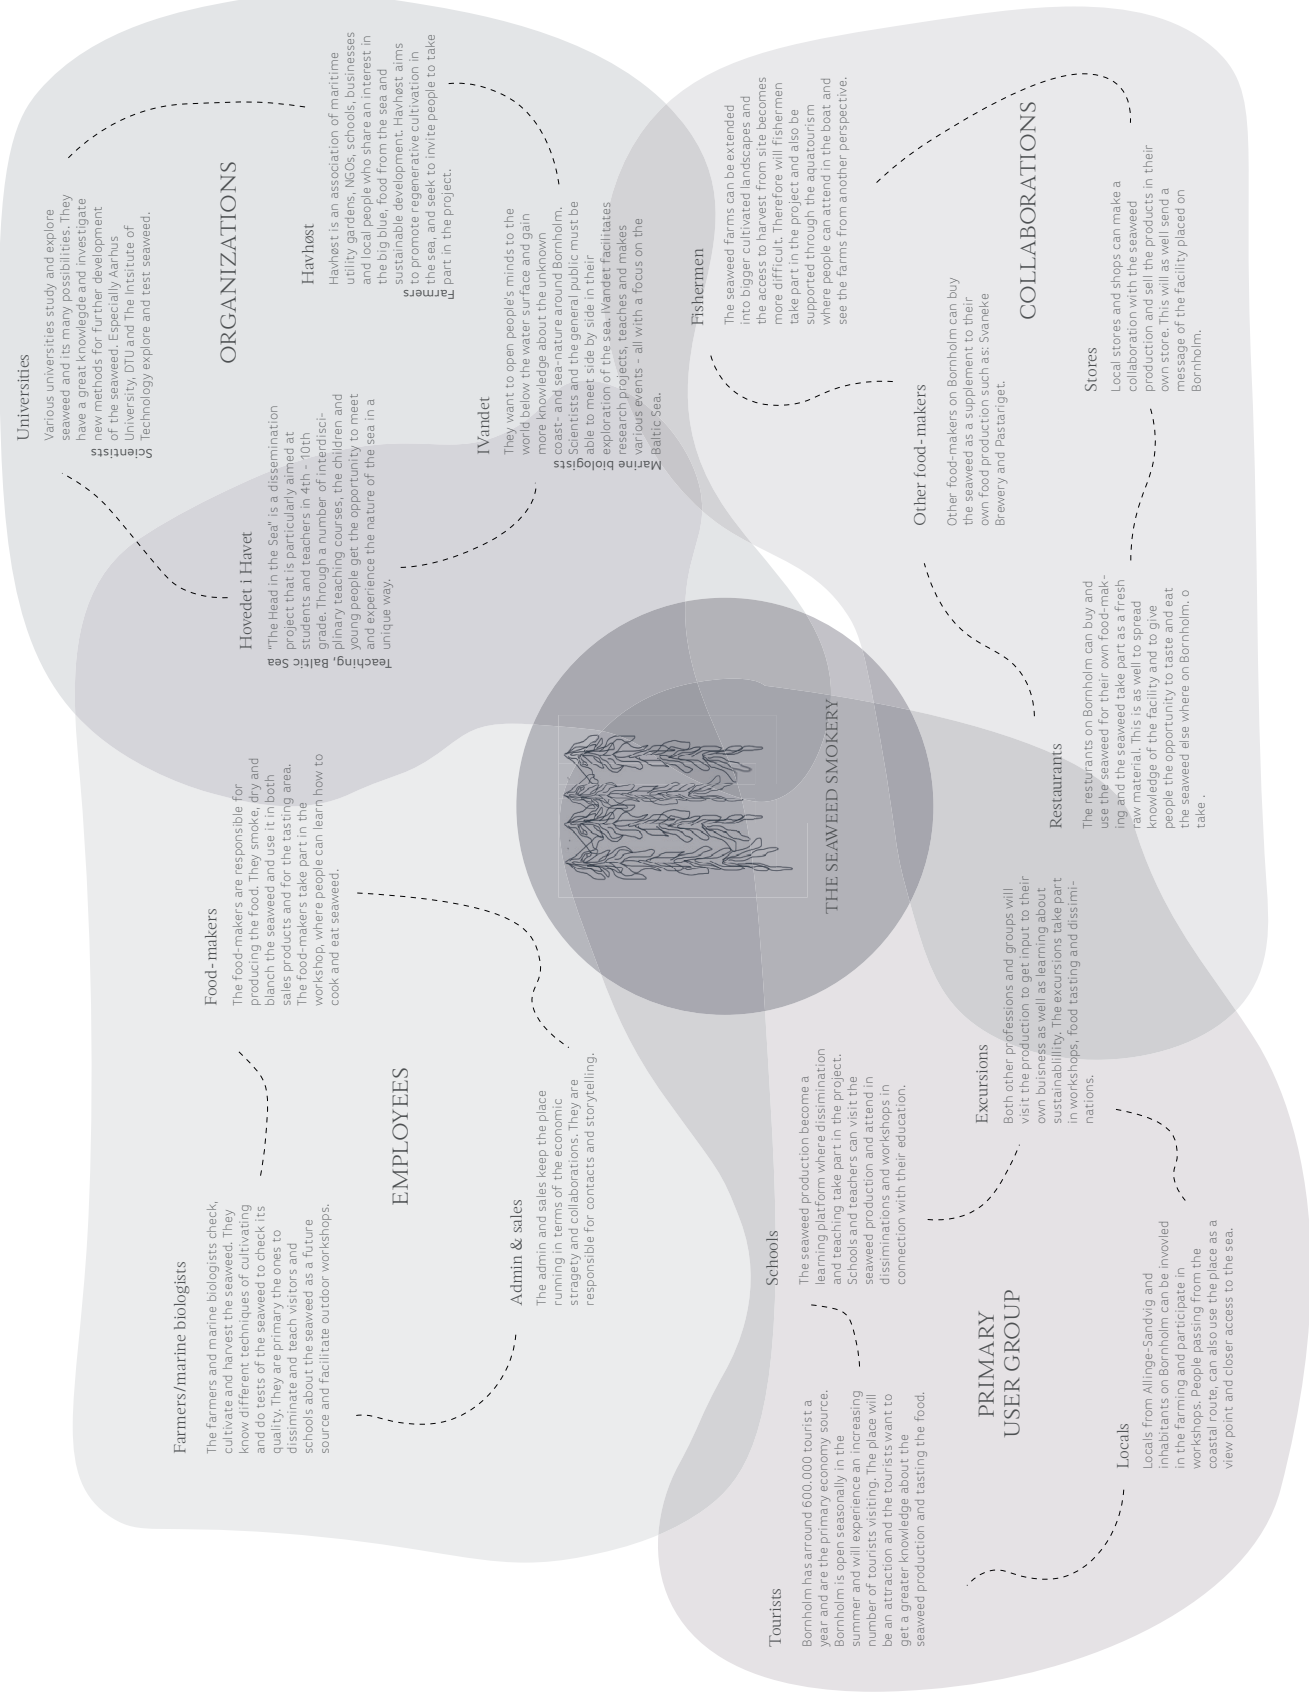 EMPLOYEES
Farmers/marine biologists
The farmers and marine biologists check,
cultivate and harvest the seaweed. They
know different techniques of cultivating
and do tests of the seaweed to check its
quality. They are primary the ones to
dissiminate and teach visitors and
schools about the seaweed as a future
source and facilitate outdoor workshops.
Food-makers
The food-makers are responsible for
producing the food. They smoke, dry and
blanch the seaweed and use it in both
sales products and for the tasting area.
The food-makers take part in the
workshop, where people can learn how to
cook and eat seaweed.
Admin & sales
The admin and sales keep the place
running in terms of the economic
stragety and collaborations. They are
responsible for contacts and storytelling.
ORGANIZATIONS
Universities
Various universities study and explore
seaweed and its many possibilities. They
have a great knowlegde and investigate
new methods for further development
of the seaweed. Especially Aarhus
University, DTU and The Intsitute of
Technology explore and test seaweed.
Scientists
Hovedet i Havet
"The Head in the Sea" is a dissemination
project that is particularly aimed at
students and teachers in 4th - 10th
grade. Through a number of interdisci-
plinary teaching courses, the children and
young people get the opportunity to meet
and experience the nature of the sea in a
unique way.
Teaching, Baltic Sea
Havhøst
Havhøst is an association of maritime
utility gardens, NGOs, schools, businesses
and local people who share an interest in
the big blue, food from the sea and
sustainable development. Havhøst aims
to promote regenerative cultivation in
the sea, and seek to invite people to take
part in the project.
Farmers
IVandet
They want to open people's minds to the
world below the water surface and gain
more knowledge about the unknown
coast- and sea-nature around Bornholm.
Scientists and the general public must be
able to meet side by side in their
exploration of the sea. IVandet facilitates
research projects, teaches and makes
various events - all with a focus on the
Baltic Sea.
Marine biologists
THE SEAWEED SMOKERY
PRIMARY
USER GROUP
Tourists
Bornholm has arround 600.000 tourist a
year and are the primary economy source.
Bornholm is open seasonally in the
summer and will experience an increasing
number of tourists visiting. The place will
be an attraction and the tourists want to
get a greater knowledge about the
seaweed production and tasting the food.
Schools
The seaweed production become a
learning platform where dissimination
and teaching take part in the project.
Schools and teachers can visit the
seaweed production and attend in
dissiminations and workshops in
connection with their education.
Excursions
Both other professions and groups will
visit the production to get input to their
own buisness as well as learning about
sustainablillity. The excursions take part
in workshops, food tasting and dissimi-
nations.
Locals
Locals from Allinge-Sandvig and
inhabitants on Bornholm can be invovled
in the farming and participate in
workshops. People passing from the
coastal route, can also use the place as a
view point and closer access to the sea.
COLLABORATIONS
Fishermen
The seaweed farms can be extended
into bigger cultivated landscapes and
the access to harvest from site becomes
more difficult. Therefore will fishermen
take part in the project and also be
supported through the aquatourism
where people can attend in the boat and
see the farms from another perspective.
Other food-makers
Other food-makers on Bornholm can buy
the seaweed as a supplement to their
own food production such as: Svaneke
Brewery and Pastariget.
Restaurants
The resturants on Bornholm can buy and
use the seaweed for their own food-mak-
ing and the seaweed take part as a fresh
raw material. This is as well to spread
knowledge of the facility and to give
people the opportunity to taste and eat
the seaweed else where on Bornholm. o
take .
Stores
Local stores and shops can make a
collaboration with the seaweed
production and sell the products in their
own store. This will as well send a
message of the facility placed on
Bornholm.